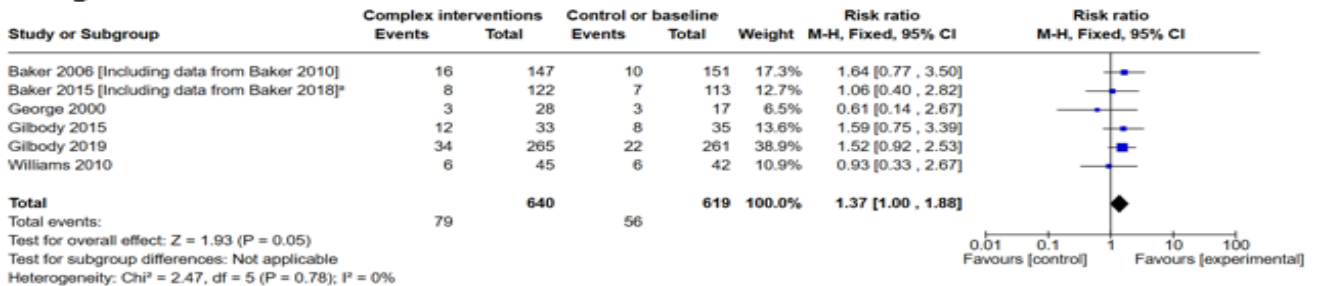 Complex interventions Control or baseline Risk ratio Risk ratio
Study or Subgroup Events Total Events Total Weight M-H, Fixed, 95% CI M-H, Fixed, 95% CI
Baker 2006 [Including data from Baker 2010] 16 147 10 151 17.3% 1.64 [0.77 , 3.50]
Baker 2015 [Including data from Baker 2018]ᵃ 8 122 7 113 12.7% 1.06 [0.40 , 2.82]
George 2000 3 28 3 17 6.5% 0.61 [0.14 , 2.67]
Gilbody 2015 12 33 8 35 13.6% 1.59 [0.75 , 3.39]
Gilbody 2019 34 265 22 261 38.9% 1.52 [0.92 , 2.53]
Williams 2010 6 45 6 42 10.9% 0.93 [0.33 , 2.67]
Total 640 619 100.0% 1.37 [1.00 , 1.88]
Total events: 79 56
Test for overall effect: Z = 1.93 (P = 0.05)
0.01 0.1 1 10 100
Test for subgroup differences: Not applicable
Favours [control] Favours [experimental]
Heterogeneity: Chi² = 2.47, df = 5 (P = 0.78); I² = 0%